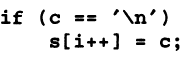 if (c == '\n')
    s[i++] = c;